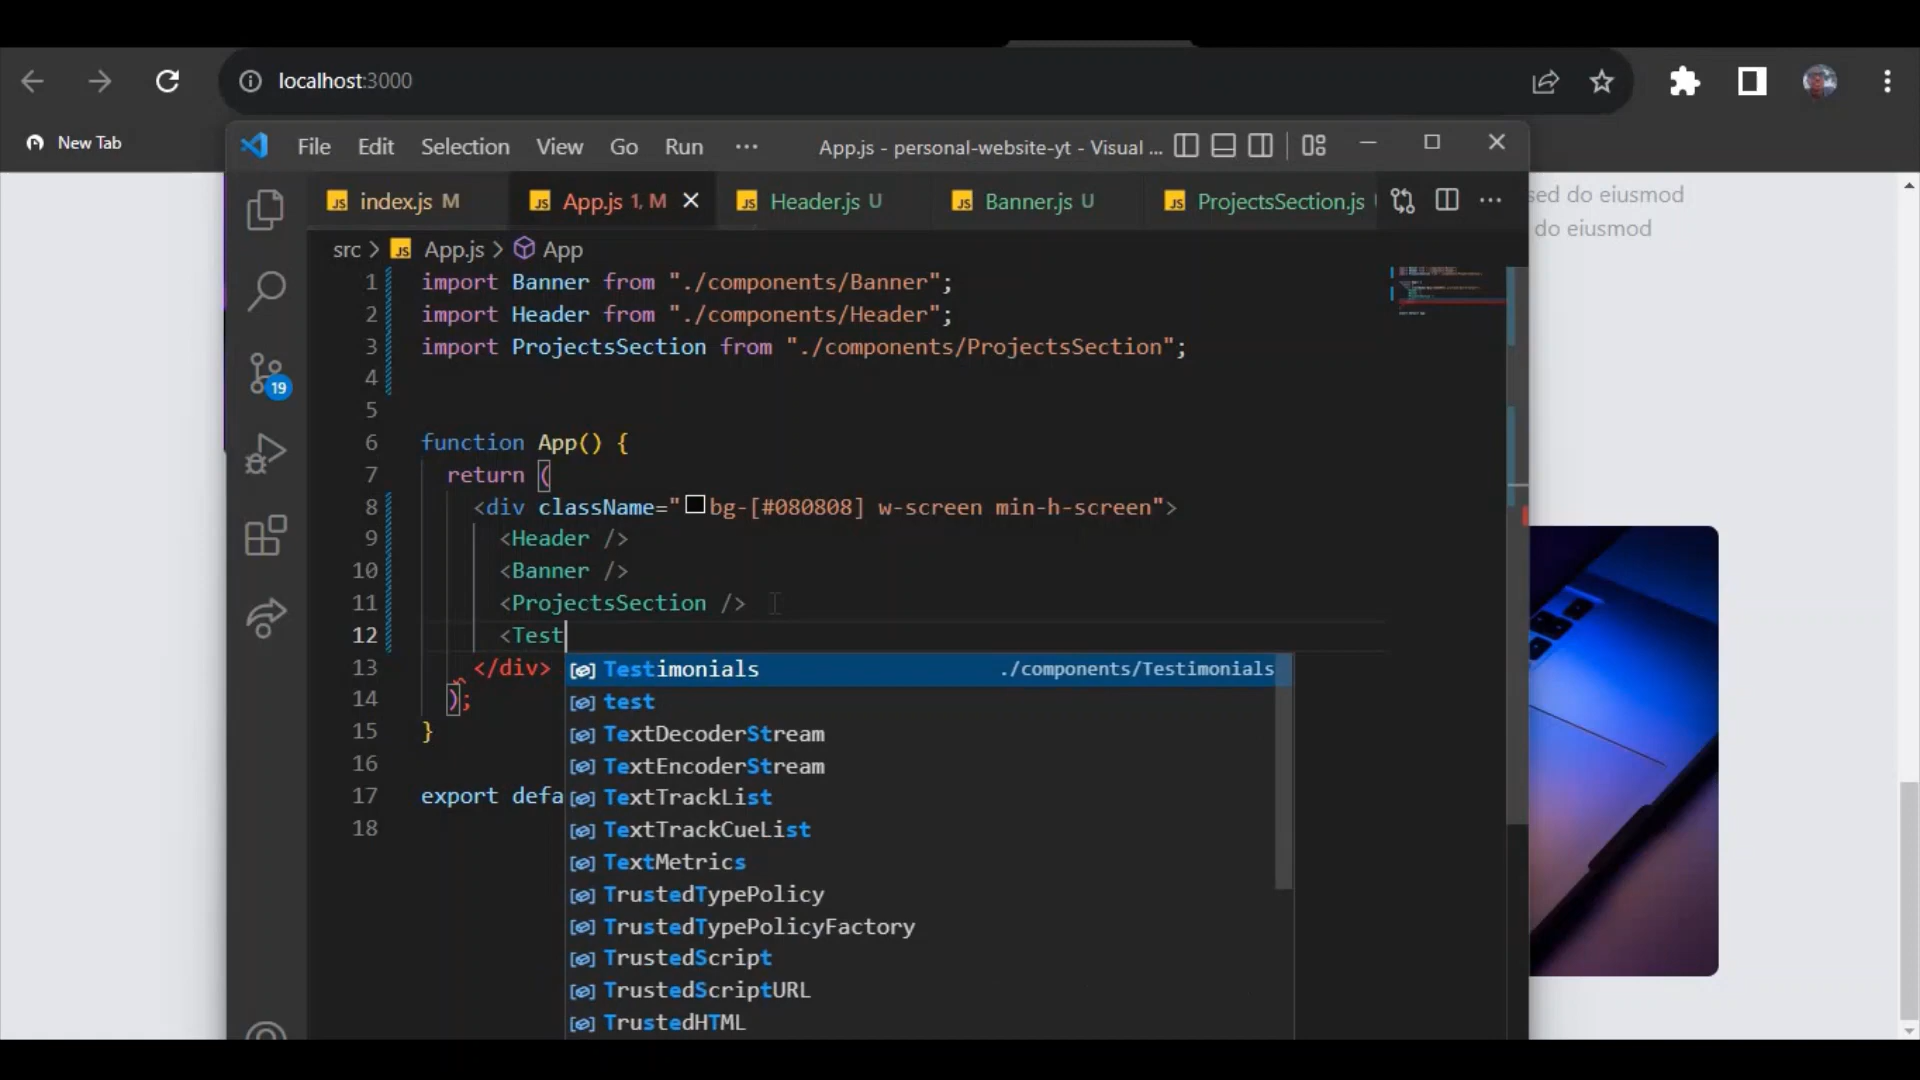 localhost:3000
New Tab
File Edit Selection View Go Run ··· App.js - personal-website-yt - Visual ...
index.js M App.js 1, M Header.js U Banner.js U ProjectsSection.js
sed do eiusmod
do eiusmod
src > App.js > App
1 import Banner from "./components/Banner";
2 import Header from "./components/Header";
3 import ProjectsSection from "./components/ProjectsSection";
4
5
6 function App() {
7 return (
8 <div className="bg-[#080808] w-screen min-h-screen">
9 <Header />
10 <Banner />
11 <ProjectsSection />
12 <Test
13 </div>
14 );
15 }
16
17 export defa
18
19
Testimonials ./components/Testimonials
test
TextDecoderStream
TextEncoderStream
TextTrackList
TextTrackCueList
TextMetrics
TrustedTypePolicy
TrustedTypePolicyFactory
TrustedScript
TrustedScriptURL
TrustedHTML